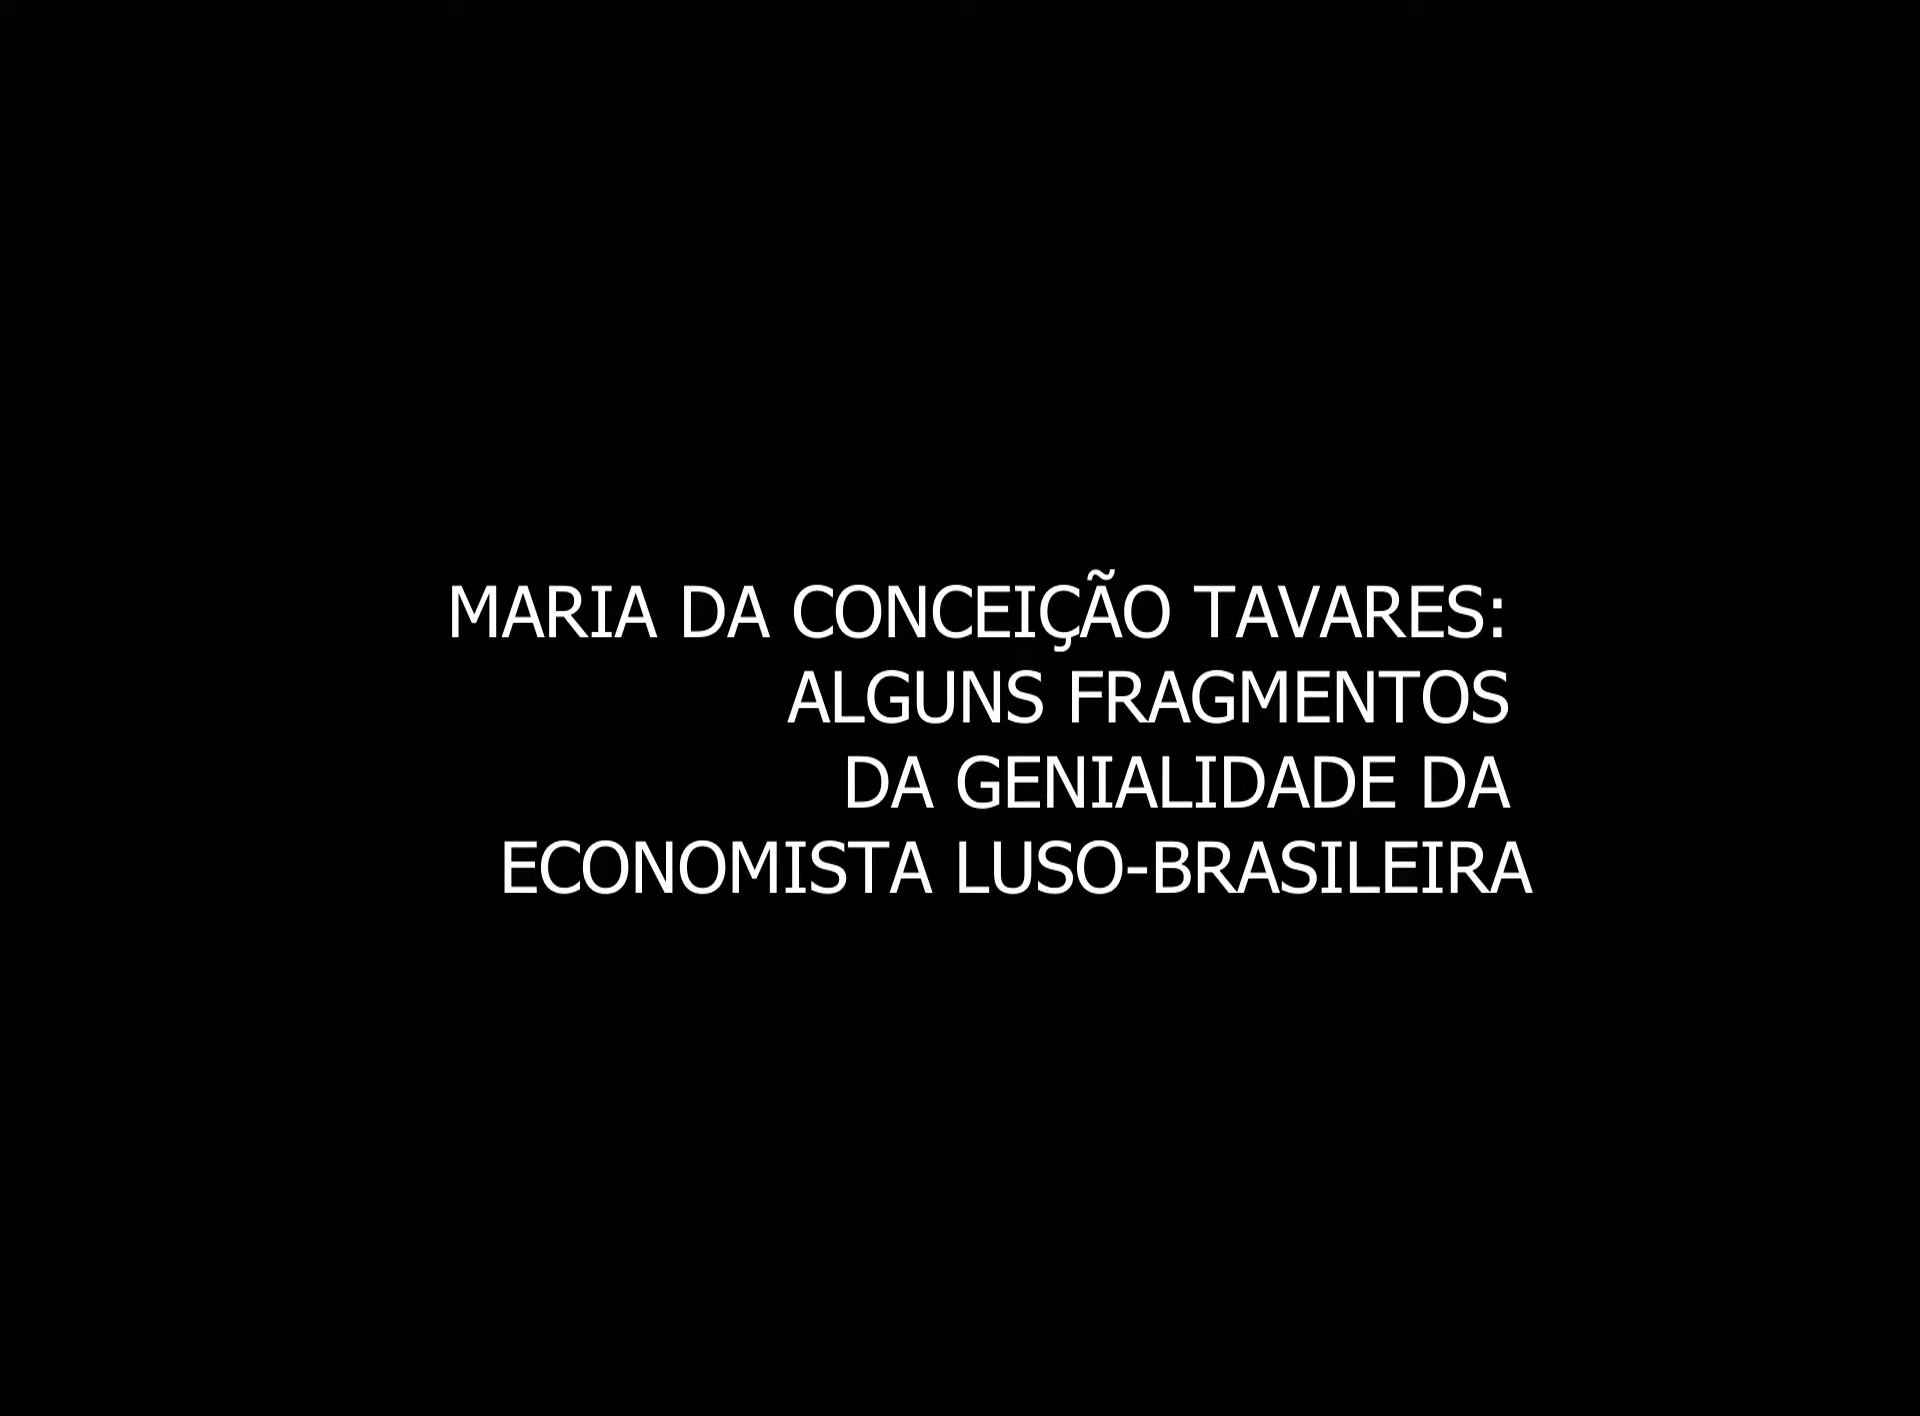 MARIA DA CONCEIÇÃO TAVARES:
ALGUNS FRAGMENTOS
DA GENIALIDADE DA
ECONOMISTA LUSO-BRASILEIRA